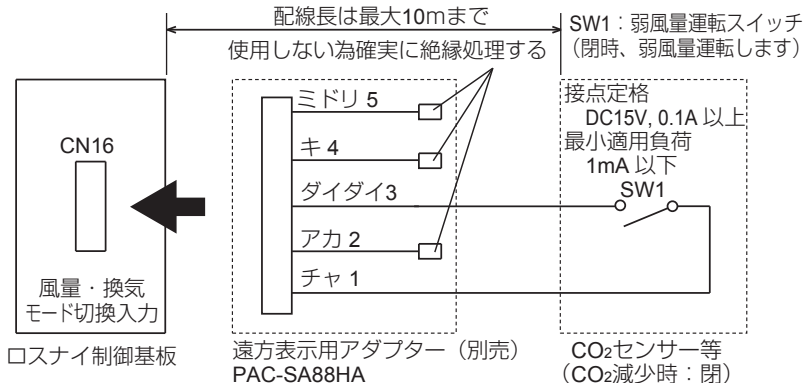 配線長は最大10mまで
使用しない為確実に絶縁処理する
SW1：弱風量運転スイッチ
（閉時、弱風量運転します）
CN16
風量・換気
モード切換入力
ロスナイ制御基板
ミドリ 5
キ 4
ダイダイ3
アカ 2
チャ 1
遠方表示用アダプター（別売）
PAC-SA88HA
接点定格
DC15V, 0.1A 以上
最小適用負荷
1mA 以下
SW1
CO₂センサー等
（CO₂減少時：閉）